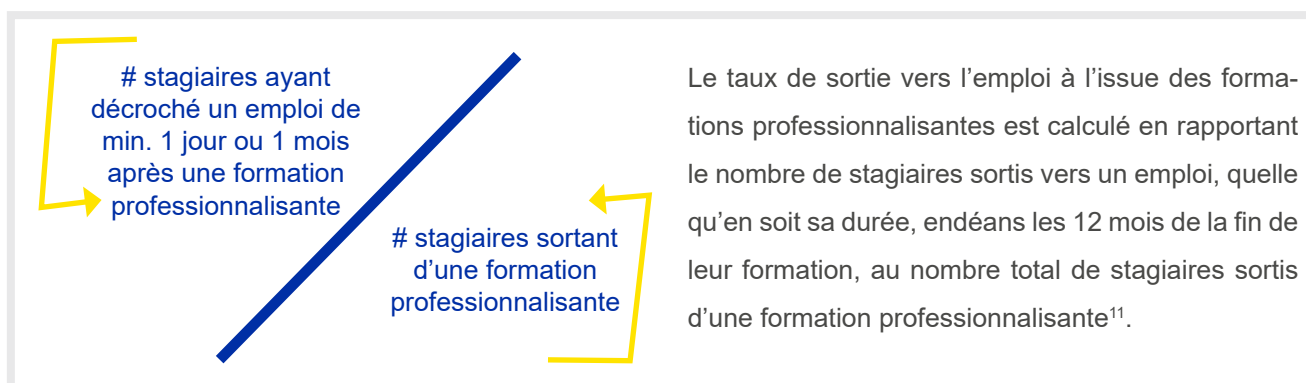 # stagiaires ayant
décroché un emploi de
min. 1 jour ou 1 mois
après une formation
professionnalisante
# stagiaires sortant
d’une formation
professionnalisante
Le taux de sortie vers l’emploi à l’issue des forma-
tions professionnalisantes est calculé en rapportant
le nombre de stagiaires sortis vers un emploi, quelle
qu’en soit sa durée, endéans les 12 mois de la fin de
leur formation, au nombre total de stagiaires sortis
d’une formation professionnalisante¹¹.